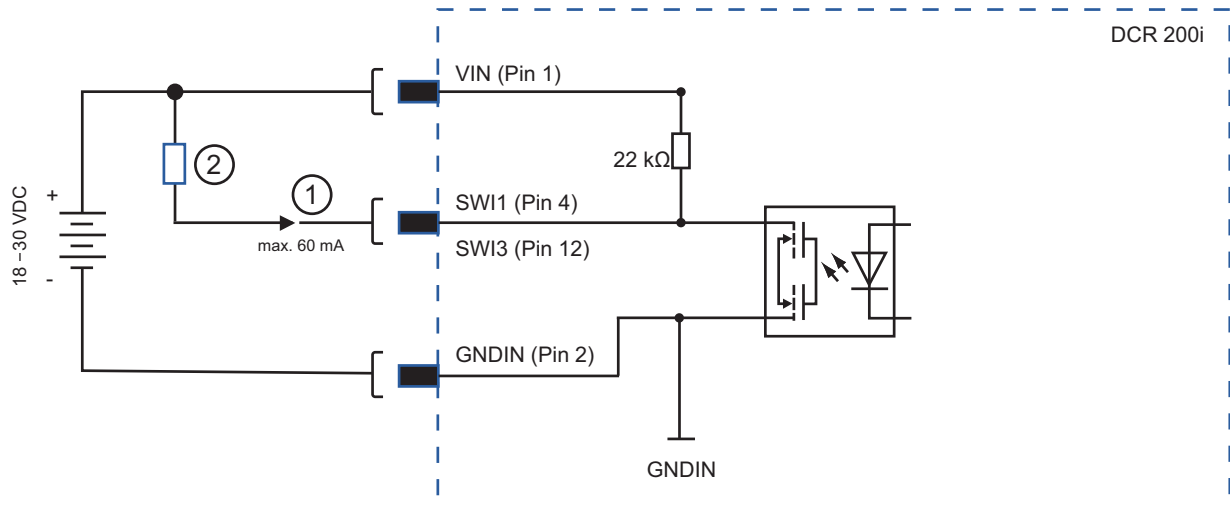 DCR 200i
VIN (Pin 1)
22 kΩ
2
1
SWI1 (Pin 4)
+
max. 60 mA
SWI3 (Pin 12)
18 –30 VDC
-
GNDIN (Pin 2)
GNDIN